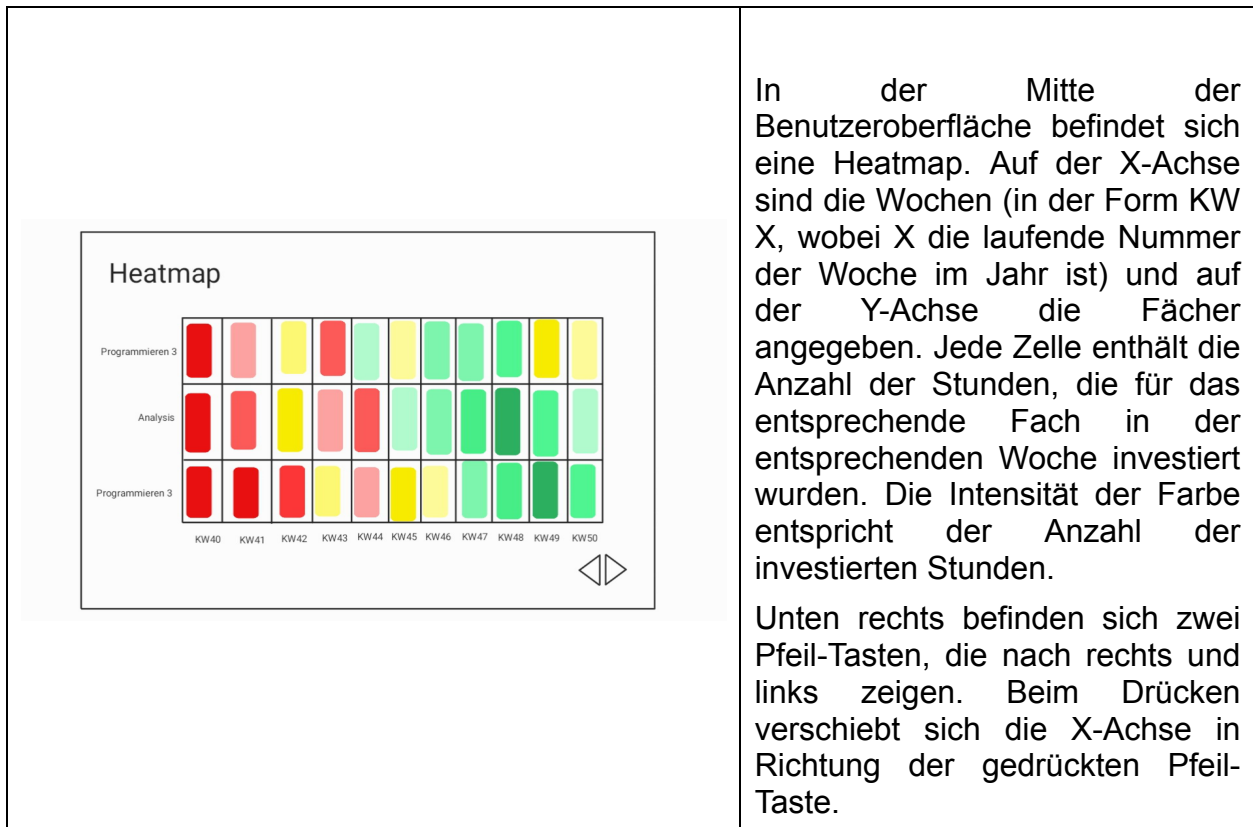 Heatmap
Programmieren 3
Analysis
Programmieren 3
KW40 KW41 KW42 KW43 KW44 KW45 KW46 KW47 KW48 KW49 KW50
In der Mitte der
Benutzeroberfläche befindet sich
eine Heatmap. Auf der X-Achse
sind die Wochen (in der Form KW
X, wobei X die laufende Nummer
der Woche im Jahr ist) und auf
der Y-Achse die Fächer
angegeben. Jede Zelle enthält die
Anzahl der Stunden, die für das
entsprechende Fach in der
entsprechenden Woche investiert
wurden. Die Intensität der Farbe
entspricht der Anzahl der
investierten Stunden.
Unten rechts befinden sich zwei
Pfeil-Tasten, die nach rechts und
links zeigen. Beim Drücken
verschiebt sich die X-Achse in
Richtung der gedrückten Pfeil-
Taste.